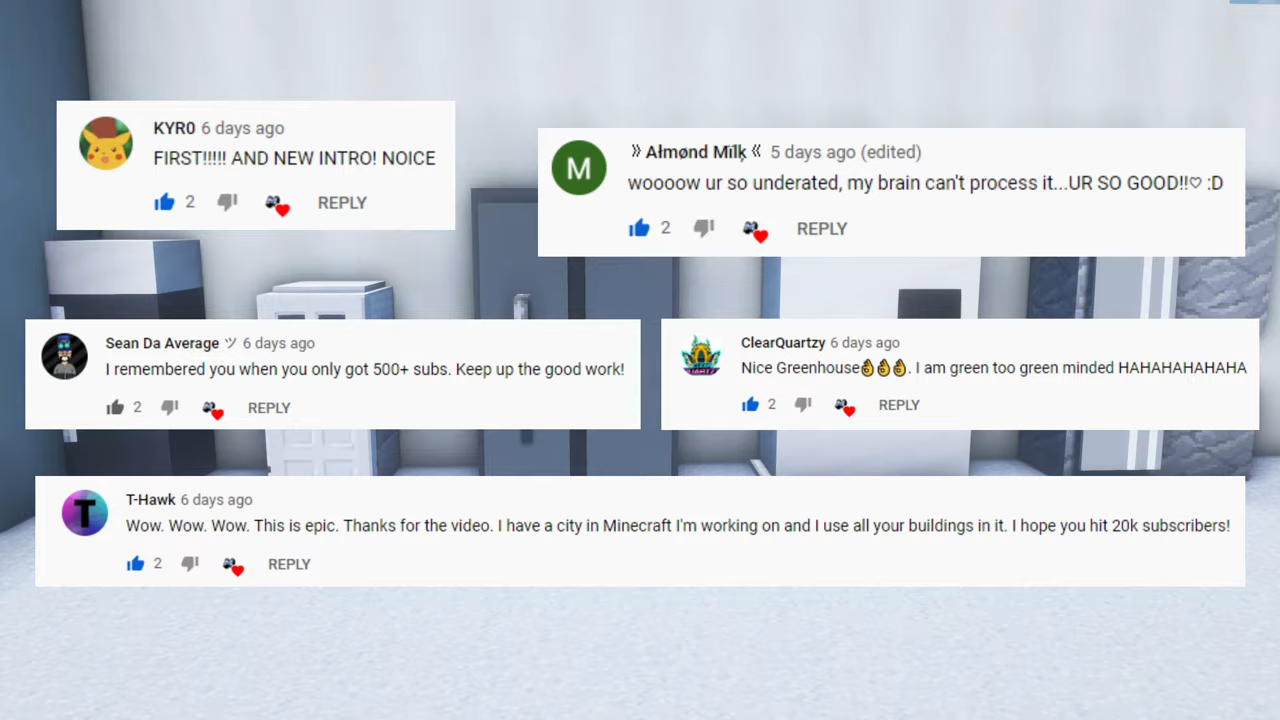 KYR0 6 days ago
FIRST!!!!! AND NEW INTRO! NOICE
2 REPLY
M
》Ałmønd Mïlķ《 5 days ago (edited)
woooow ur so underated, my brain can't process it...UR SO GOOD!!♡ :D
2 REPLY
Sean Da Average ツ 6 days ago
I remembered you when you only got 500+ subs. Keep up the good work!
2 REPLY
ClearQuartzy 6 days ago
Nice Greenhouse👌👌👌. I am green too green minded HAHAHAHAHAHA
2 REPLY
T
T-Hawk 6 days ago
Wow. Wow. Wow. This is epic. Thanks for the video. I have a city in Minecraft I'm working on and I use all your buildings in it. I hope you hit 20k subscribers!
2 REPLY